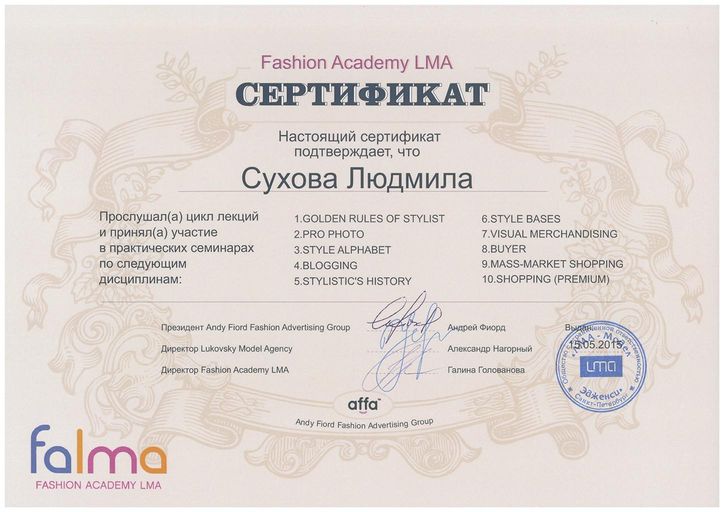 Fashion Academy LMA
СЕРТИФИКАТ
Настоящий сертификат
подтверждает, что
Сухова Людмила
Прослушал(а) цикл лекций
и принял(а) участие
в практических семинарах
по следующим
дисциплинам:
1.GOLDEN RULES OF STYLIST
2.PRO PHOTO
3.STYLE ALPHABET
4.BLOGGING
5.STYLISTIC'S HISTORY
6.STYLE BASES
7.VISUAL MERCHANDISING
8.BUYER
9.MASS-MARKET SHOPPING
10.SHOPPING (PREMIUM)
Президент Andy Fiord Fashion Advertising Group
Андрей Фиорд
Директор Lukovsky Model Agency
Александр Нагорный
Директор Fashion Academy LMA
Галина Голованова
Выдан:
15.05.2015
lma
Эдженси
Санкт-Петербург
affa
Andy Fiord Fashion Advertising Group
falma
FASHION ACADEMY LMA